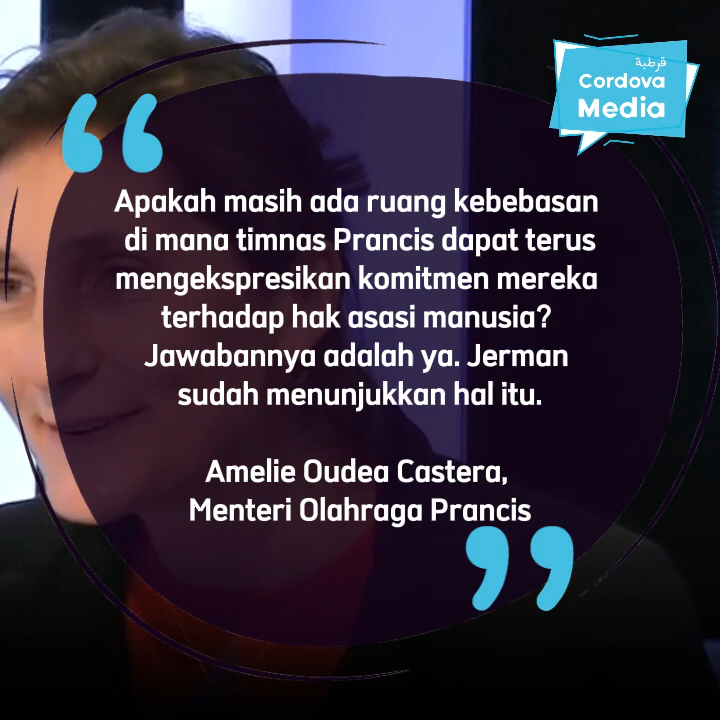 قرطبة
Cordova
Media
Apakah masih ada ruang kebebasan
di mana timnas Prancis dapat terus
mengekspresikan komitmen mereka
terhadap hak asasi manusia?
Jawabannya adalah ya. Jerman
sudah menunjukkan hal itu.
Amelie Oudea Castera,
Menteri Olahraga Prancis